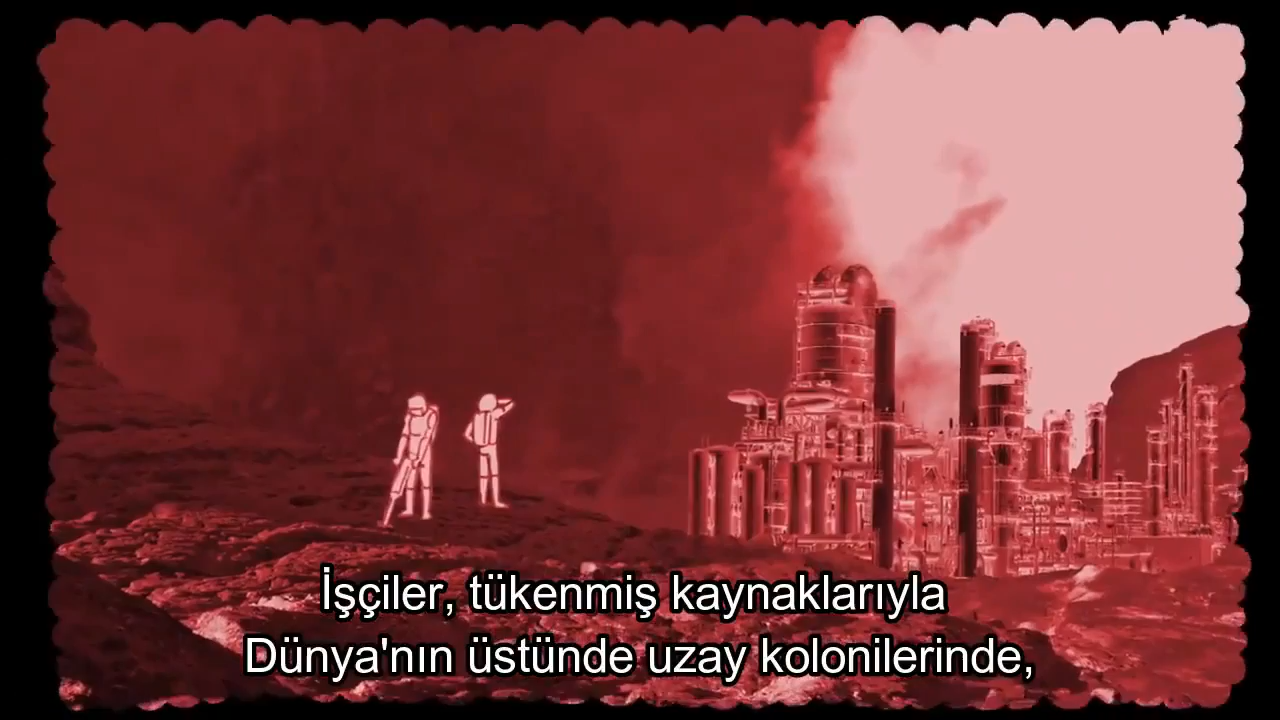 İşçiler, tükenmiş kaynaklarıyla
Dünya'nın üstünde uzay kolonilerinde,